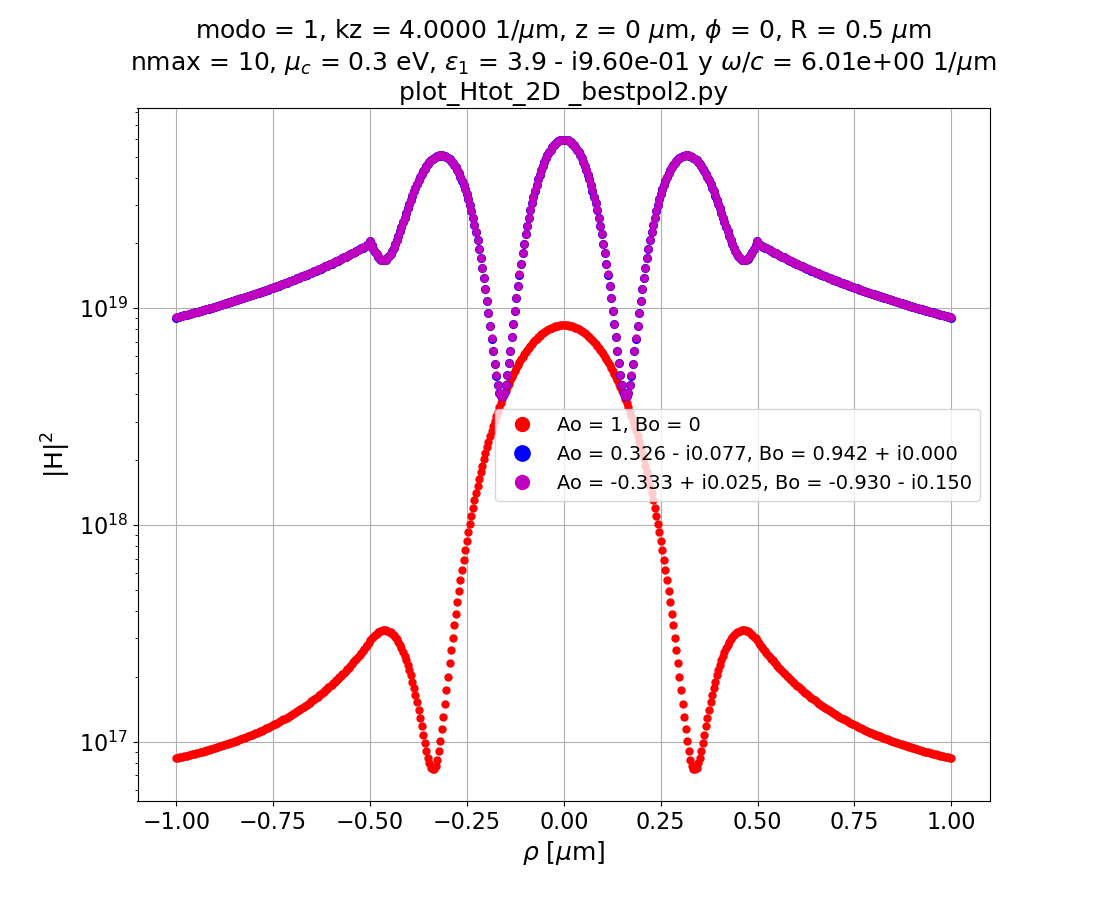 modo = 1, kz = 4.0000 1/μm, z = 0 μm, ϕ = 0, R = 0.5 μm
nmax = 10, μ_c = 0.3 eV, ε₁ = 3.9 - i9.60e-01 y ω/c = 6.01e+00 1/μm
plot_Htot_2D _bestpol2.py
|H|²
10¹⁹
10¹⁸
10¹⁷
Ao = 1, Bo = 0
Ao = 0.326 - i0.077, Bo = 0.942 + i0.000
Ao = -0.333 + i0.025, Bo = -0.930 - i0.150
−1.00 −0.75 −0.50 −0.25 0.00 0.25 0.50 0.75 1.00
ρ [μm]